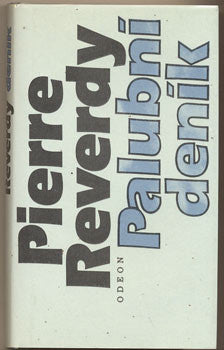 Reverdy deník
Pierre
Reverdy
ODEON
Palubní
deník